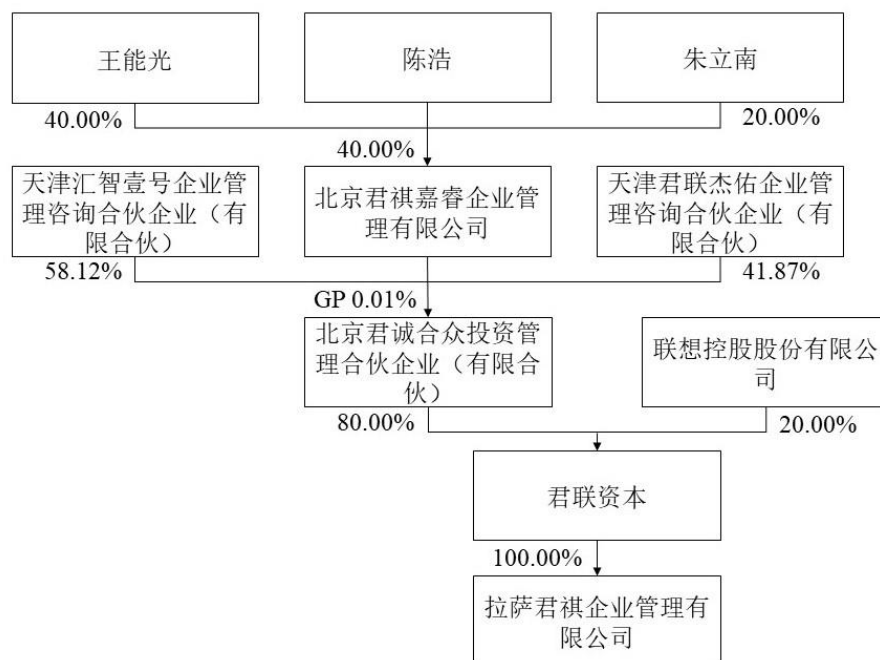 王能光
陈浩
朱立南
40.00%
20.00%
40.00%
天津汇智壹号企业管
理咨询合伙企业（有
限合伙）
北京君祺嘉睿企业管
理有限公司
天津君联杰佑企业管
理咨询合伙企业（有
限合伙）
58.12%
41.87%
GP 0.01%
北京君诚合众投资管
理合伙企业（有限合
伙）
联想控股股份有限公
司
80.00%
20.00%
君联资本
100.00%
拉萨君祺企业管理有
限公司